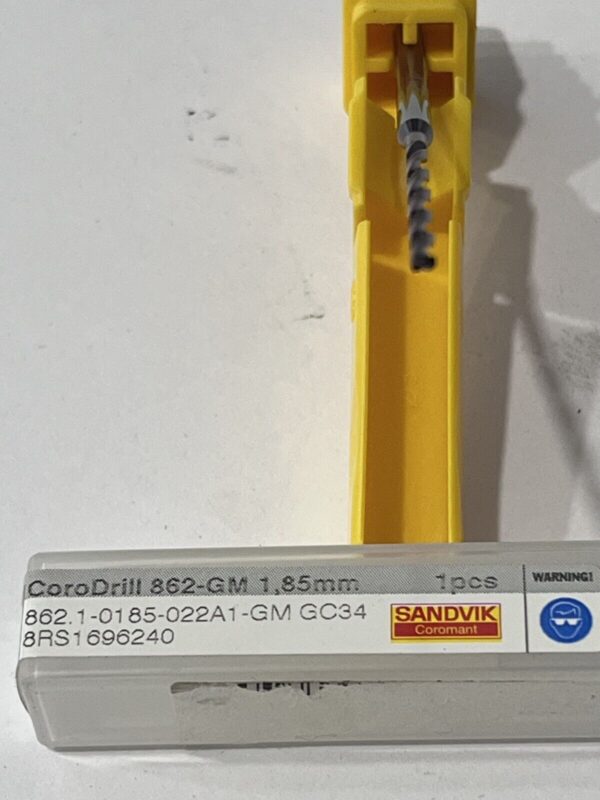 CoroDrill 862-GM 1,85mm 1pcs
WARNING!
862.1-0185-022A1-GM GC34
8RS1696240
SANDVIK
Coromant